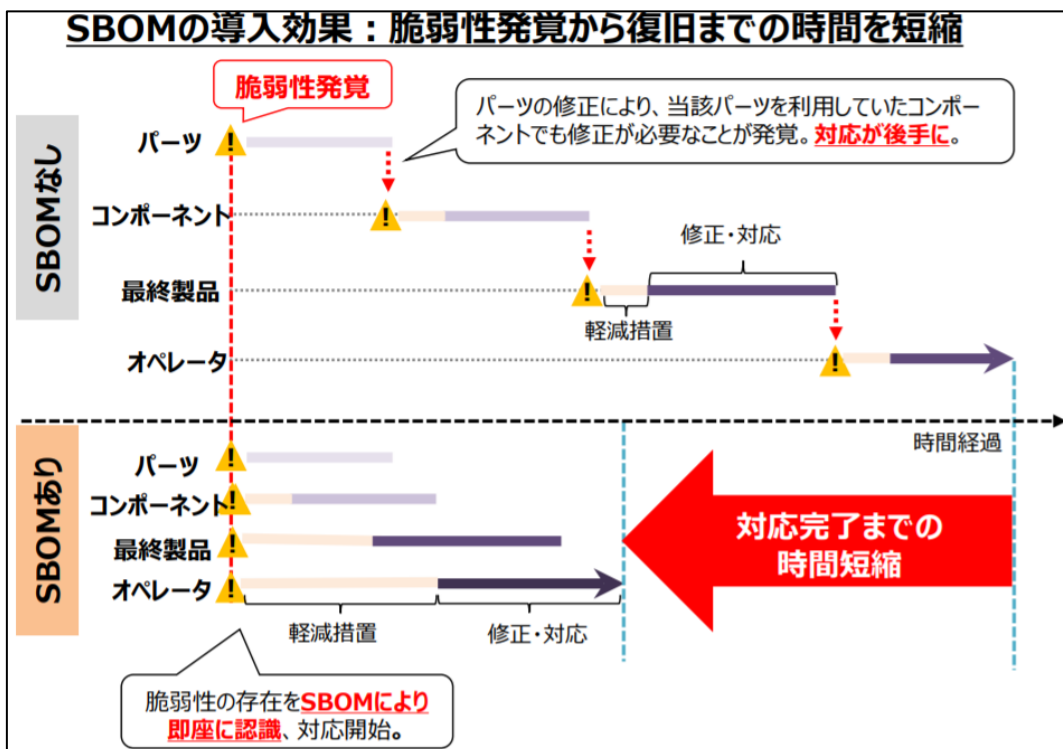 SBOMの導入効果：脆弱性発覚から復旧までの時間を短縮
脆弱性発覚
パーツの修正により、当該パーツを利用していたコンポー
ネントでも修正が必要なことが発覚。対応が後手に。
SBOMなし
パーツ
!
コンポーネント
!
修正・対応
最終製品
!
軽減措置
オペレータ
!
時間経過
SBOMあり
パーツ
!
コンポーネント
!
最終製品
!
オペレータ
!
対応完了までの
時間短縮
軽減措置
修正・対応
脆弱性の存在をSBOMにより
即座に認識、対応開始。